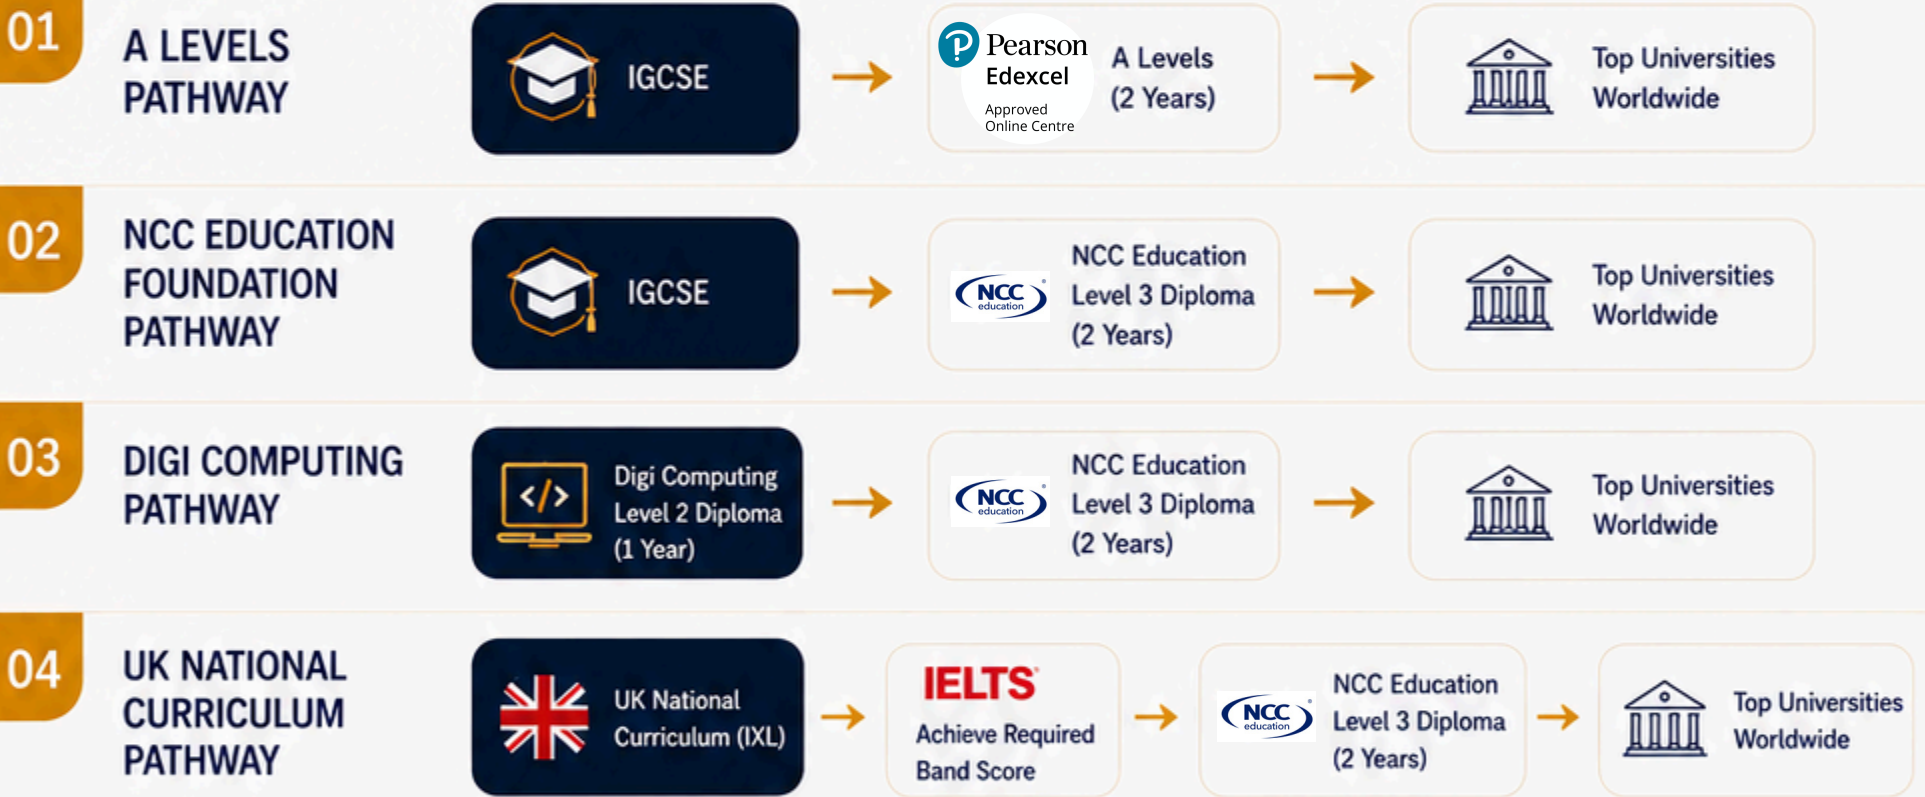 01
A LEVELS
PATHWAY
IGCSE
Pearson
Edexcel
Approved
Online Centre
A Levels
(2 Years)
Top Universities
Worldwide
02
NCC EDUCATION
FOUNDATION
PATHWAY
IGCSE
NCC
education
NCC Education
Level 3 Diploma
(2 Years)
Top Universities
Worldwide
03
DIGI COMPUTING
PATHWAY
</>
Digi Computing
Level 2 Diploma
(1 Year)
NCC
education
NCC Education
Level 3 Diploma
(2 Years)
Top Universities
Worldwide
04
UK NATIONAL
CURRICULUM
PATHWAY
UK National
Curriculum (IXL)
IELTS
Achieve Required
Band Score
NCC
education
NCC Education
Level 3 Diploma
(2 Years)
Top Universities
Worldwide